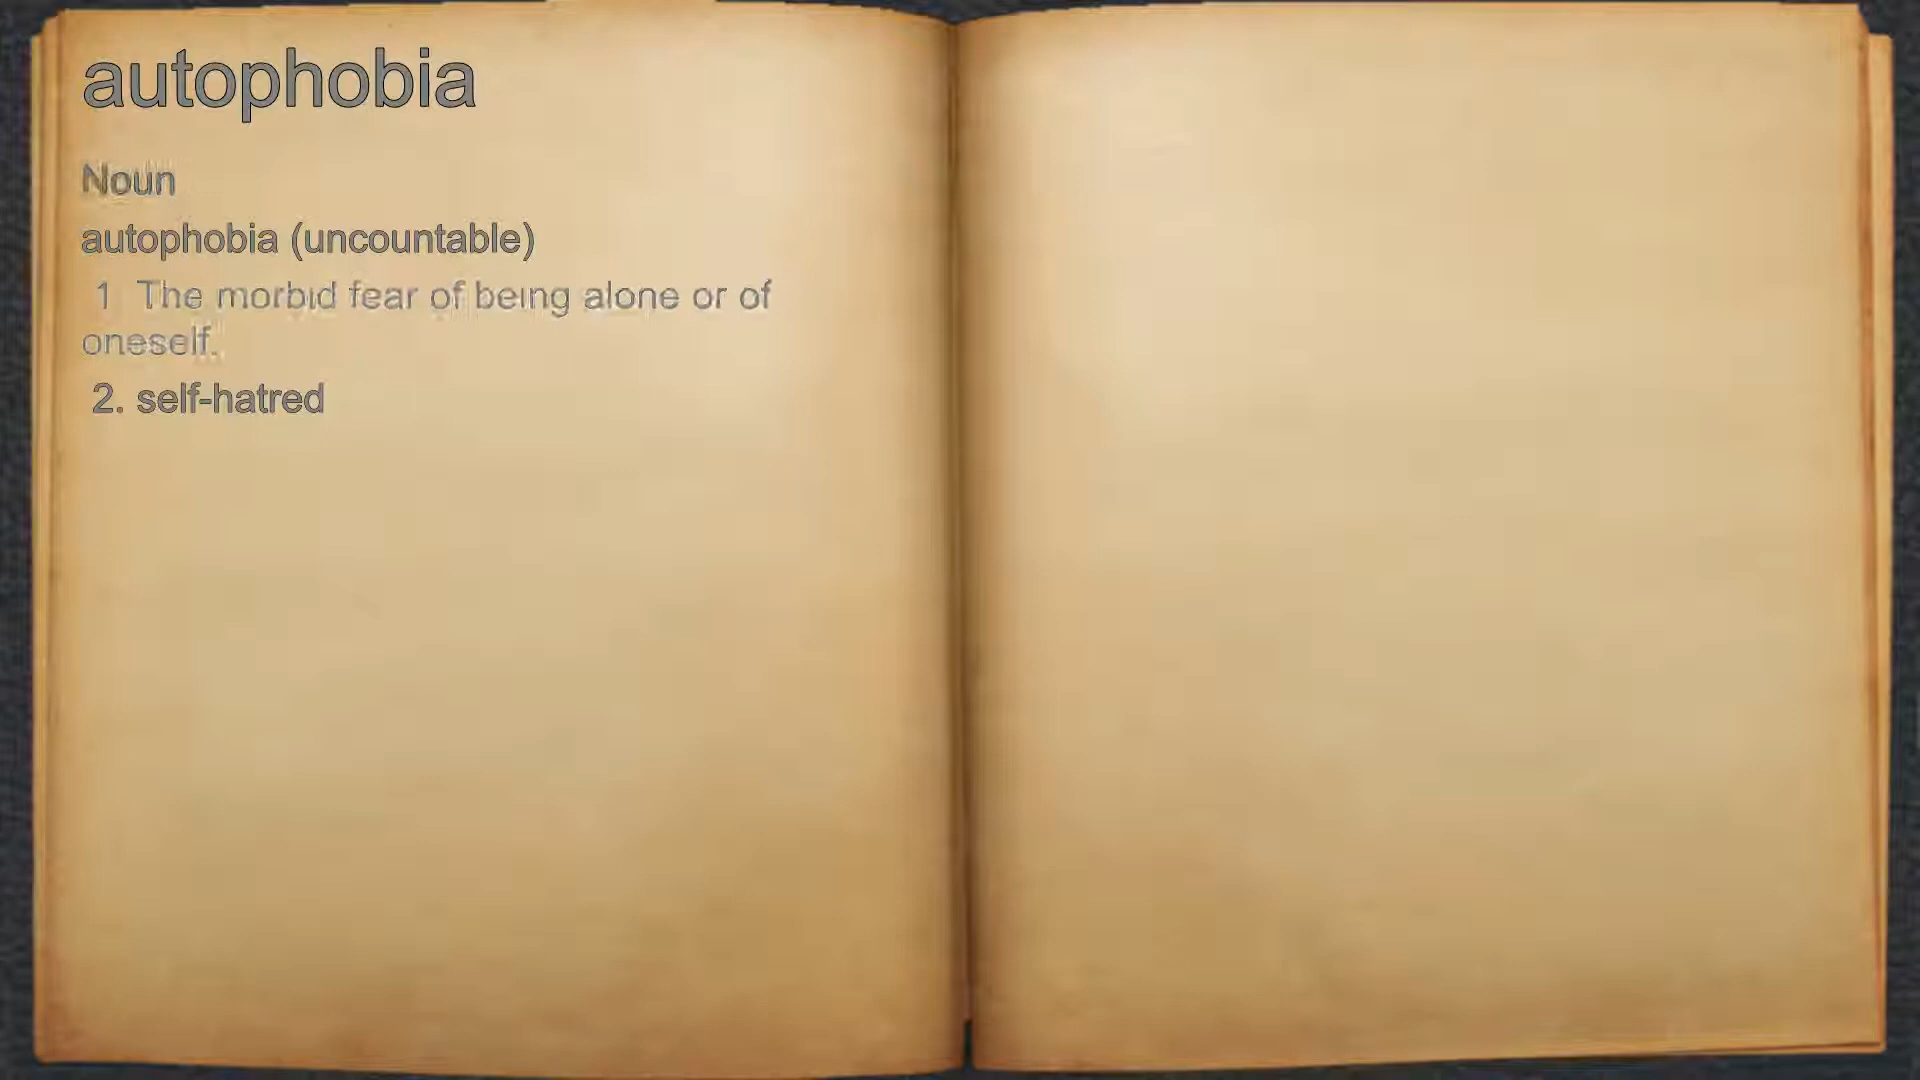 autophobia
Noun
autophobia (uncountable)
1 The morbid fear of being alone or of
oneself.
2. self-hatred